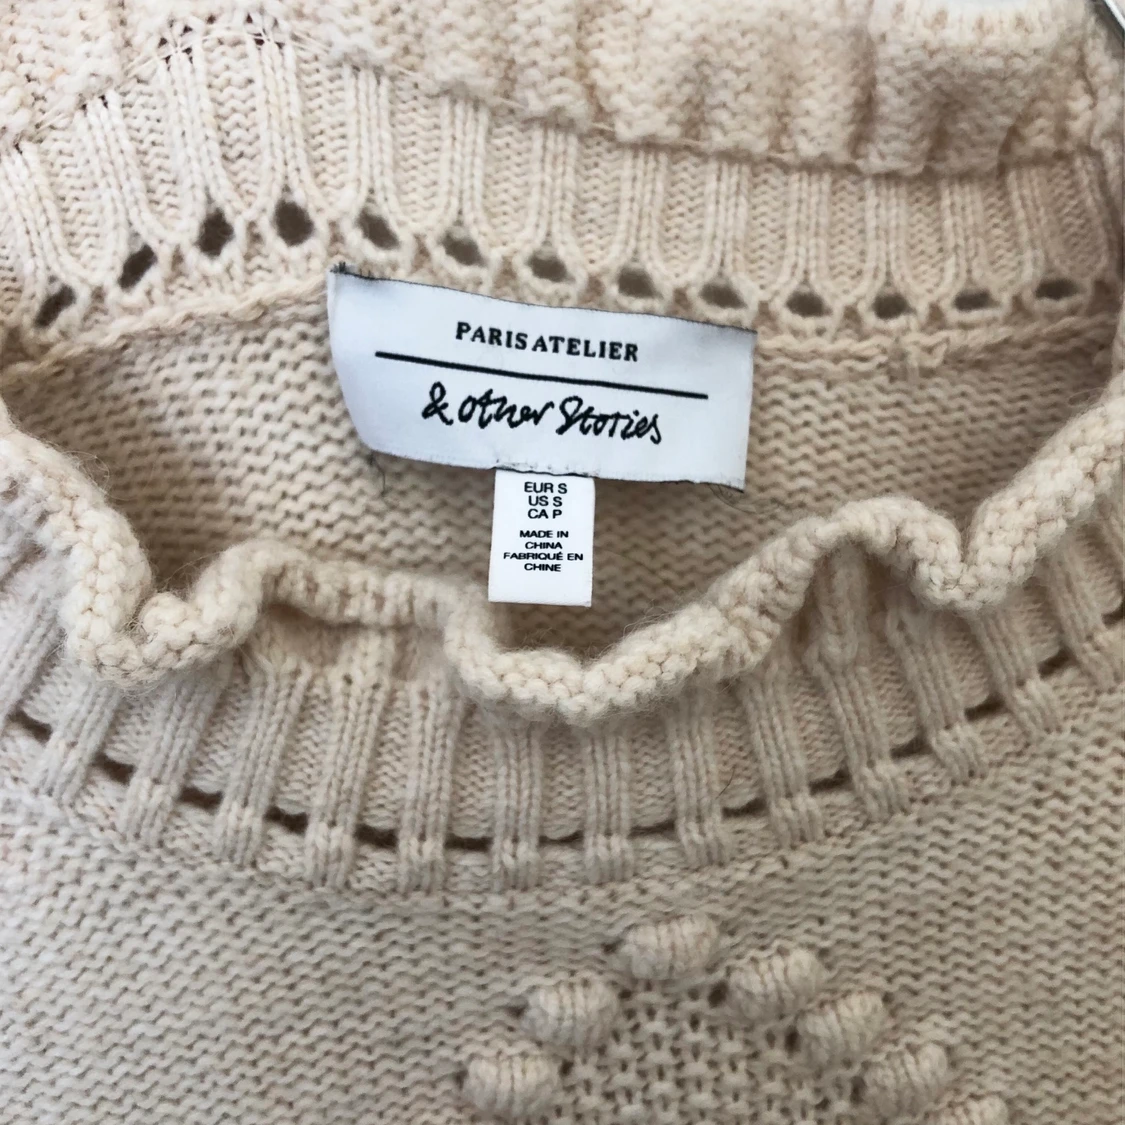 PARIS ATELIER
& other Stories
EUR S
US S
CA P
MADE IN
CHINA
FABRIQUÉ EN
CHINE